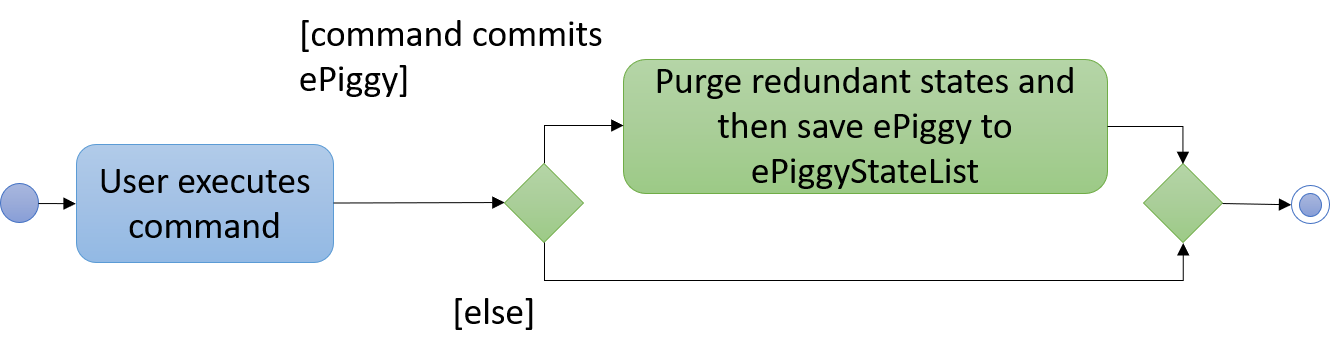 [command commits
ePiggy]
Purge redundant states and
then save ePiggy to
ePiggyStateList
User executes
command
[else]